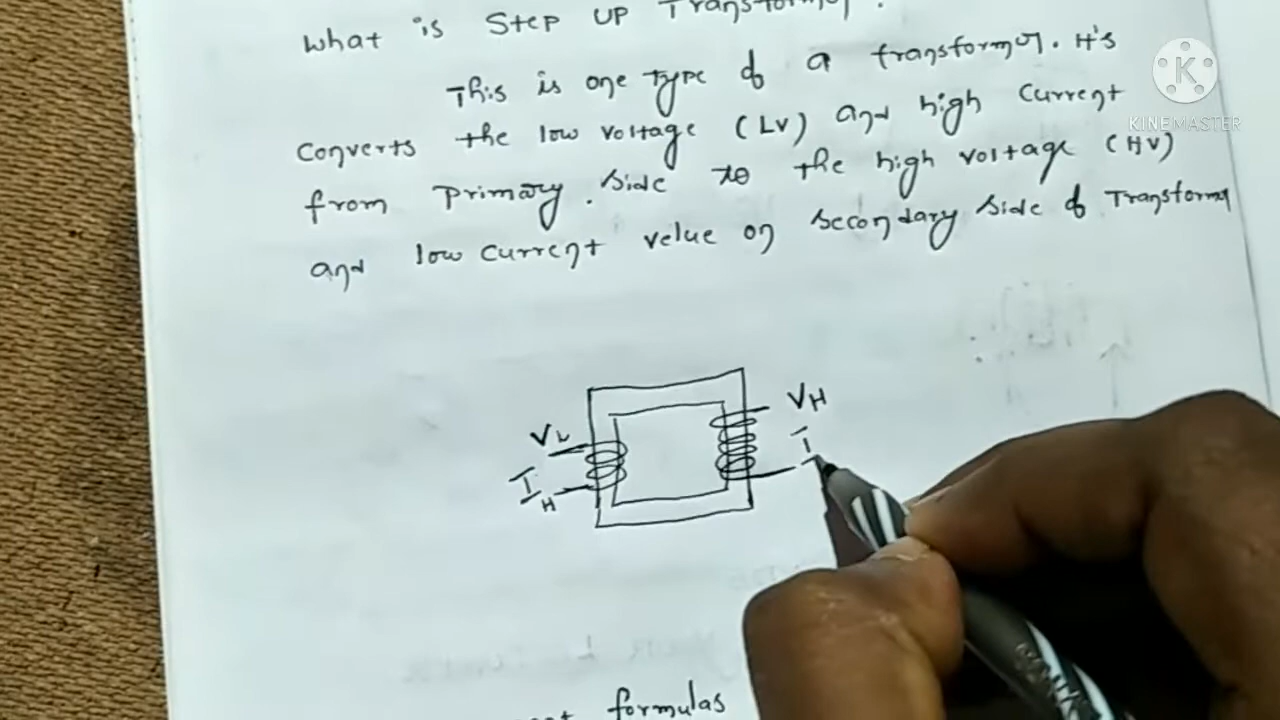 What is Step UP Transformer.
This is one type of a transformer. It's
KINEMASTER
converts the low voltage (LV) and high current
from primary side to the high voltage (HV)
and low current velue on secondary side of Transforme
VH
VL
I
IH
formulas